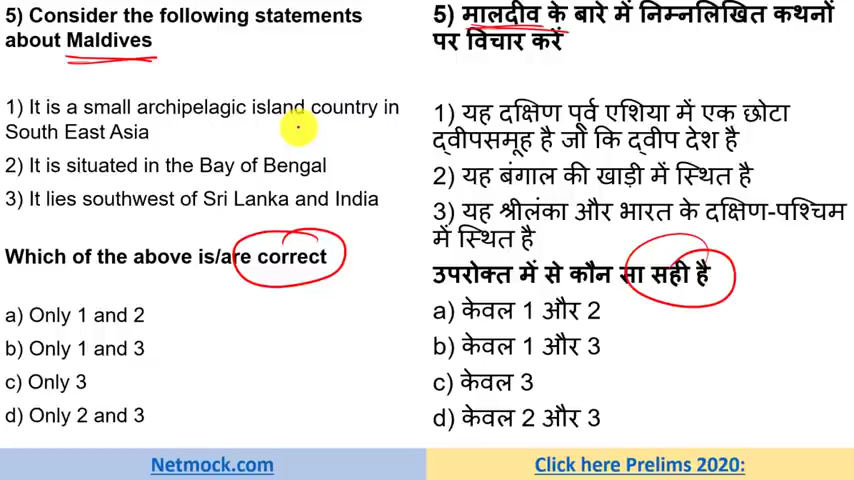 5) Consider the following statements
about Maldives
1) It is a small archipelagic island country in
South East Asia
2) It is situated in the Bay of Bengal
3) It lies southwest of Sri Lanka and India
Which of the above is/are correct
a) Only 1 and 2
b) Only 1 and 3
c) Only 3
d) Only 2 and 3
5) मालदीव के बारे में निम्नलिखित कथनों
पर विचार करें
1) यह दक्षिण पूर्व एशिया में एक छोटा
द्वीपसमूह है जो कि द्वीप देश है
2) यह बंगाल की खाड़ी में स्थित है
3) यह श्रीलंका और भारत के दक्षिण-पश्चिम
में स्थित है
उपरोक्त में से कौन सा सही है
a) केवल 1 और 2
b) केवल 1 और 3
c) केवल 3
d) केवल 2 और 3
Netmock.com
Click here Prelims 2020: